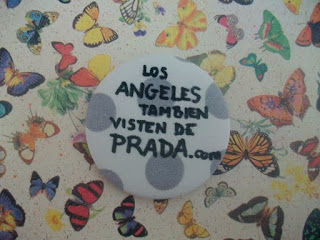 LOS
ANGELES
TAMBIEN
VISTEN DE
PRADA.com